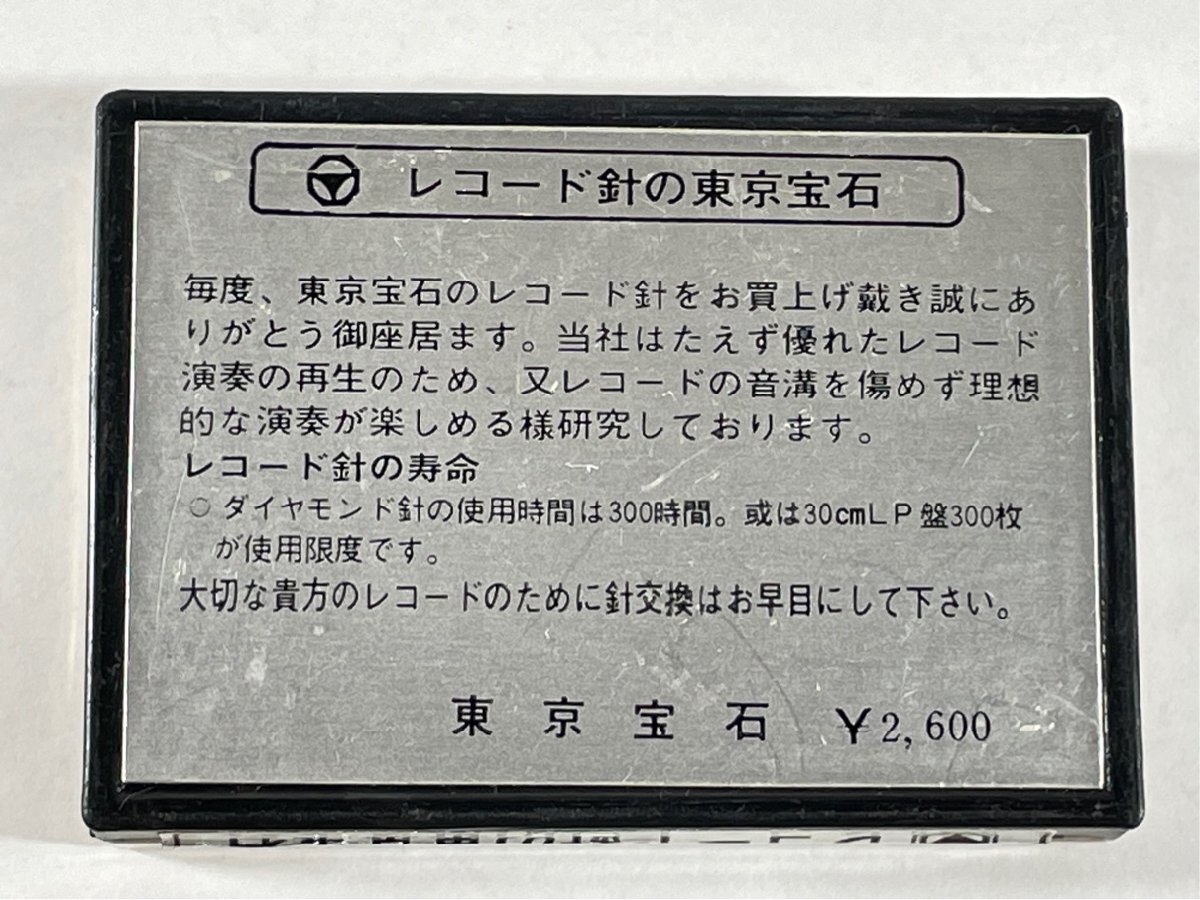 レコード針の東京宝石
毎度、東京宝石のレコード針をお買上げ戴き誠にあ
りがとう御座居ます。当社はたえず優れたレコード
演奏の再生のため、又レコードの音溝を傷めず理想
的な演奏が楽しめる様研究しております。
レコード針の寿命
○ ダイヤモンド針の使用時間は300時間。或は30cmLP盤300枚
が使用限度です。
大切な貴方のレコードのために針交換はお早目にして下さい。
東京宝石 ¥2,600